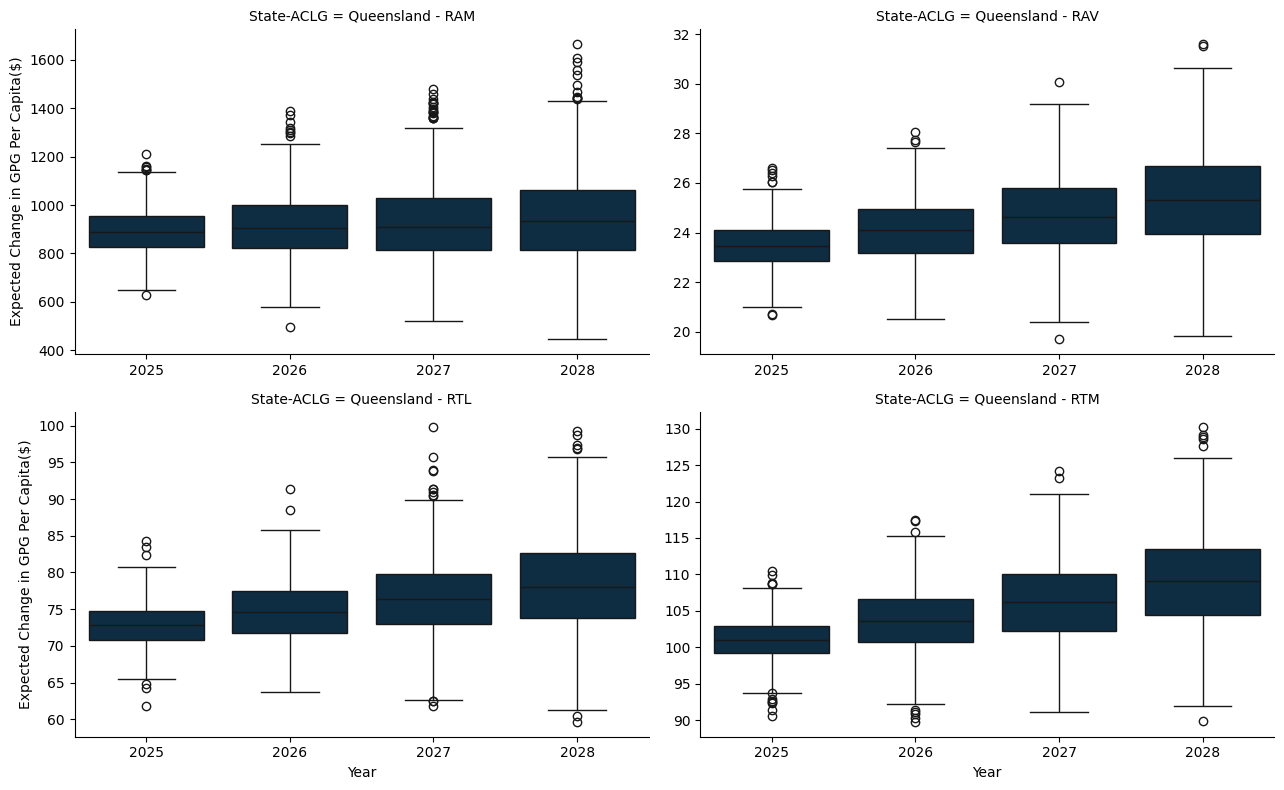 State-ACLG = Queensland - RAM
Expected Change in GPG Per Capita($)
1600
1400
1200
1000
800
600
400
2025 2026 2027 2028
State-ACLG = Queensland - RAV
32
30
28
26
24
22
20
2025 2026 2027 2028
State-ACLG = Queensland - RTL
Expected Change in GPG Per Capita($)
100
95
90
85
80
75
70
65
60
2025 2026 2027 2028
Year
State-ACLG = Queensland - RTM
130
125
120
115
110
105
100
95
90
2025 2026 2027 2028
Year